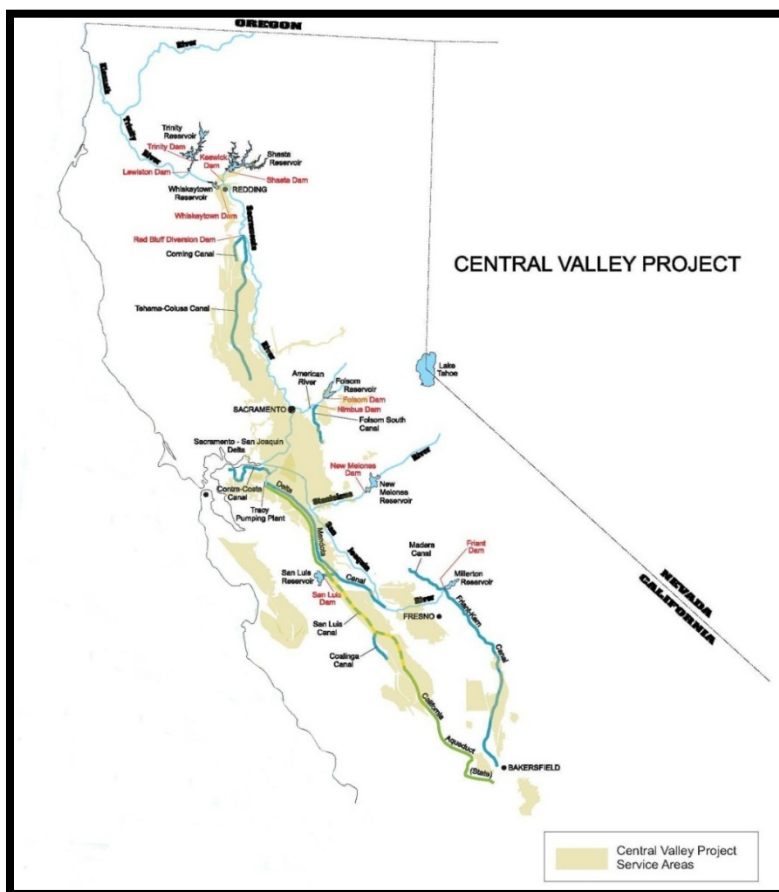 OREGON
River
Klamath
Trinity
River
Trinity
Reservoir
Trinity Dam
Keswick
Dam
Shasta
Reservoir
Lewiston Dam
Shasta Dam
Whiskeytown
Reservoir
REDDING
Whiskeytown Dam
Sacramento
Red Bluff Diversion Dam
Corning Canal
CENTRAL VALLEY PROJECT
Tehama-Colusa Canal
River
American
River
Folsom
Reservoir
Lake
Tahoe
Folsom Dam
Nimbus Dam
SACRAMENTO
Folsom South
Canal
Sacramento - San Joaquin
Delta
New Melones
Dam
River
Stanislaus
New
Melones
Reservoir
Contra-Costa
Canal
Delta
Tracy
Pumping Plant
Mendota
Canal
San
Joaquin
River
Madera
Canal
Friant
Dam
Millerton
Reservoir
San Luis
Reservoir
San Luis
Dam
FRESNO
San Luis
Canal
Friant-Kern
Canal
Coalinga
Canal
NEVADA
CALIFORNIA
California
Aquaduct
(State)
BAKERSFIELD
Central Valley Project
Service Areas